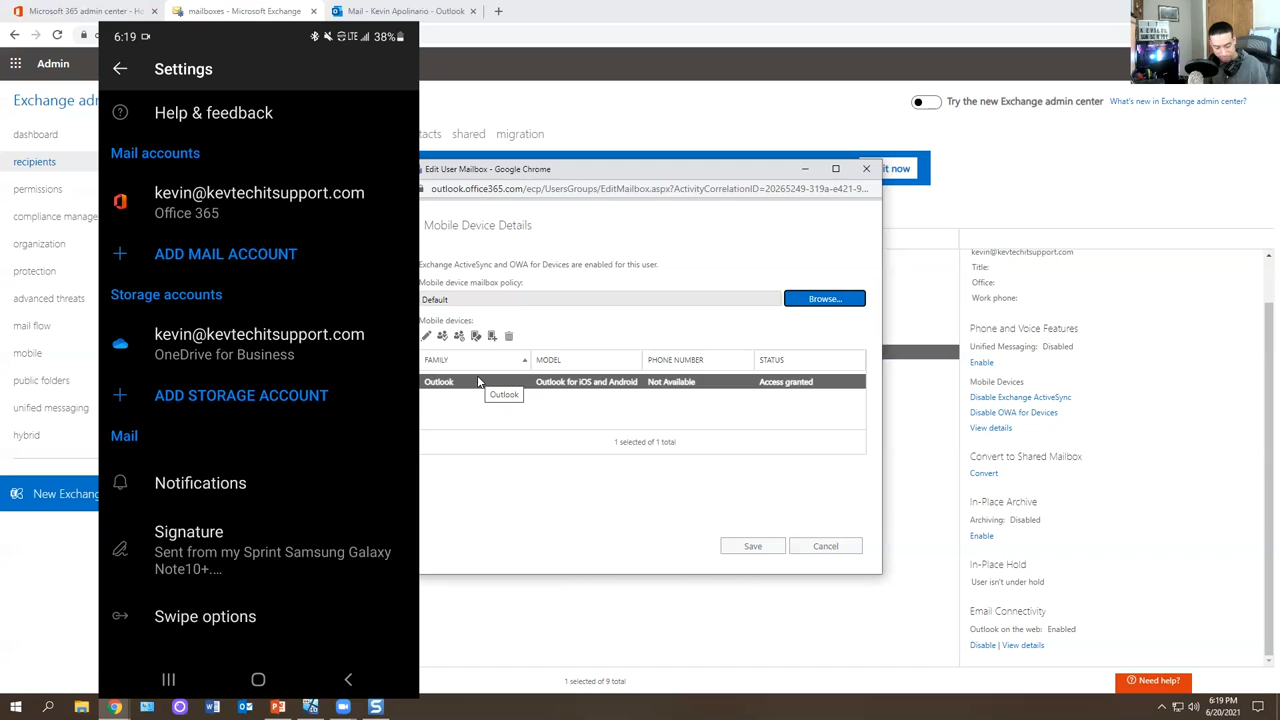 Microsoft 365 admin center - Ho
mailboxes - Microsoft Exchange
Mail - Kevin Apolinario - Outlook
Admin
Exchange adm
dashboard
recipients
permissions
compliance manage
organization
protection
advanced threats
mail flow
mobile
public folders
unified messaging
hybrid
New Exchang
6:19
LTE
38%
Settings
Help & feedback
Mail accounts
kevin@kevtechitsupport.com
Office 365
ADD MAIL ACCOUNT
Storage accounts
kevin@kevtechitsupport.com
OneDrive for Business
ADD STORAGE ACCOUNT
Mail
Notifications
Signature
Sent from my Sprint Samsung Galaxy
Note10+....
Swipe options
tacts shared migration
Try the new Exchange admin center
What's new in Exchange admin center?
it now
Edit User Mailbox - Google Chrome
outlook.office365.com/ecp/UsersGroups/EditMailbox.aspx?ActivityCorrelationID=20265249-319a-e421-9...
Mobile Device Details
Exchange ActiveSync and OWA for Devices are enabled for this user.
Mobile device mailbox policy:
Default
Browse...
Mobile devices:
FAMILY MODEL PHONE NUMBER STATUS
Outlook Outlook for iOS and Android Not Available Access granted
Outlook
1 selected of 1 total
Save Cancel
kevin@kevtechitsupport.com
Title:
Office:
Work phone:
Phone and Voice Features
Unified Messaging: Disabled
Enable
Mobile Devices
Disable Exchange ActiveSync
Disable OWA for Devices
View details
Convert to Shared Mailbox
Convert
In-Place Archive
Archiving: Disabled
Enable
In-Place Hold
User isn't under hold
Email Connectivity
Outlook on the web: Enabled
Disable | View details
1 selected of 9 total
Need help?
6:19 PM
6/20/2021